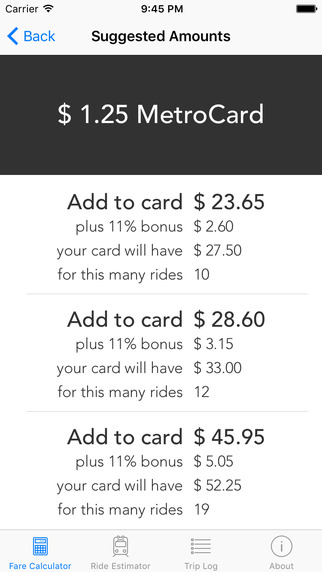 Carrier 9:45 PM
Back Suggested Amounts
$ 1.25 MetroCard
Add to card $ 23.65
plus 11% bonus $ 2.60
your card will have $ 27.50
for this many rides 10
Add to card $ 28.60
plus 11% bonus $ 3.15
your card will have $ 33.00
for this many rides 12
Add to card $ 45.95
plus 11% bonus $ 5.05
your card will have $ 52.25
for this many rides 19
Fare Calculator Ride Estimator Trip Log About